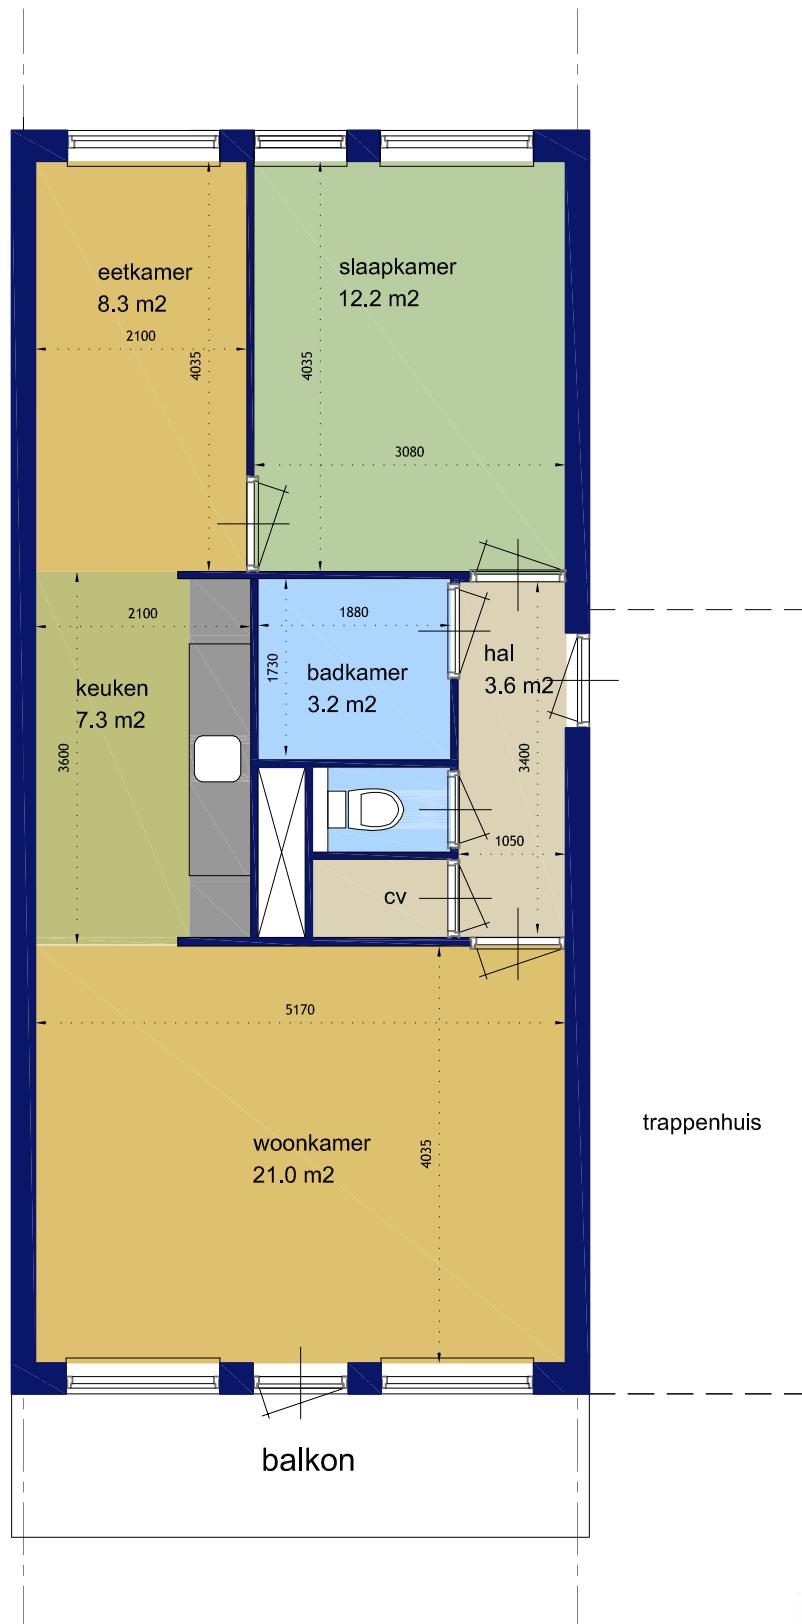 eetkamer
8.3 m2
slaapkamer
12.2 m2
2100
4035
4035
3080
2100
1880
1730
badkamer
3.2 m2
hal
3.6 m2
keuken
7.3 m2
3600
3400
1050
cv
5170
woonkamer
21.0 m2
4035
trappenhuis
balkon